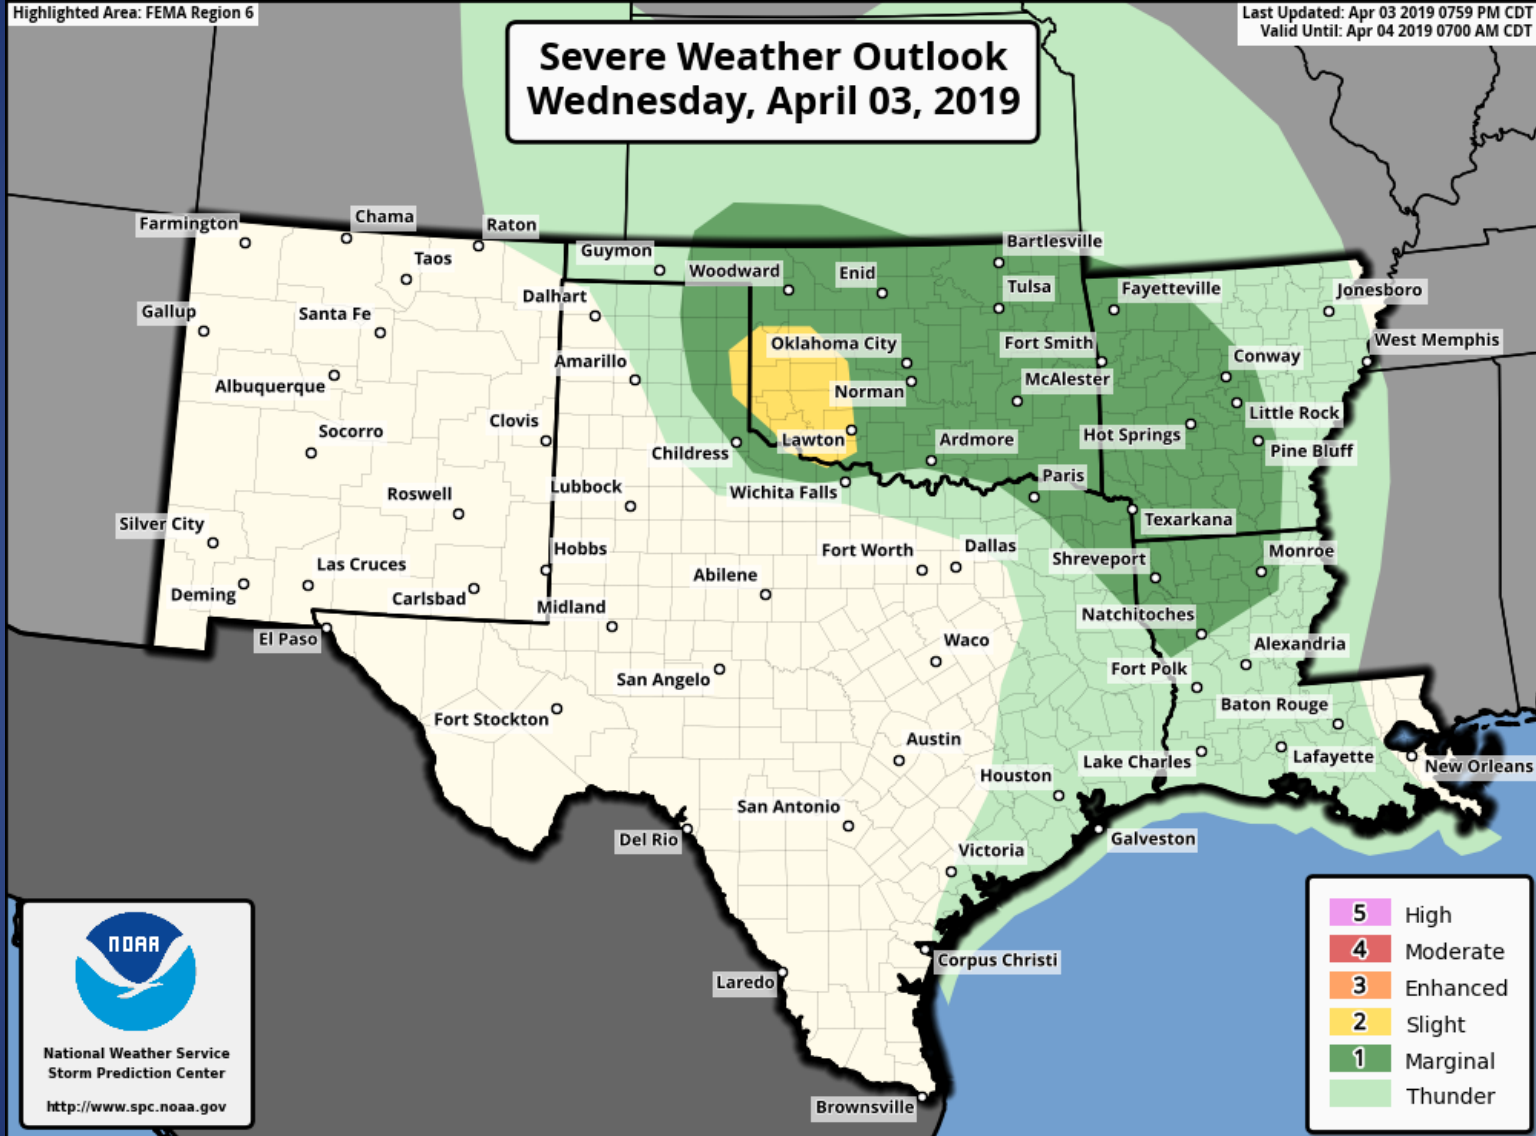 Highlighted Area: FEMA Region 6
Last Updated: Apr 03 2019 0759 PM CDT
Valid Until: Apr 04 2019 0700 AM CDT
Severe Weather Outlook
Wednesday, April 03, 2019
Farmington
Chama
Raton
Taos
Guymon
Woodward
Enid
Bartlesville
Tulsa
Fayetteville
Jonesboro
Gallup
Santa Fe
Dalhart
Oklahoma City
Fort Smith
West Memphis
Albuquerque
Amarillo
Norman
McAlester
Conway
Little Rock
Socorro
Clovis
Childress
Lawton
Ardmore
Hot Springs
Pine Bluff
Roswell
Lubbock
Wichita Falls
Paris
Texarkana
Silver City
Las Cruces
Hobbs
Fort Worth
Dallas
Shreveport
Monroe
Deming
Carlsbad
Midland
Abilene
Natchitoches
El Paso
San Angelo
Waco
Fort Polk
Alexandria
Fort Stockton
Austin
Baton Rouge
Houston
Lake Charles
Lafayette
New Orleans
Del Rio
San Antonio
Victoria
Galveston
Laredo
Corpus Christi
Brownsville
NOAA
National Weather Service
Storm Prediction Center
http://www.spc.noaa.gov
5 High
4 Moderate
3 Enhanced
2 Slight
1 Marginal
Thunder